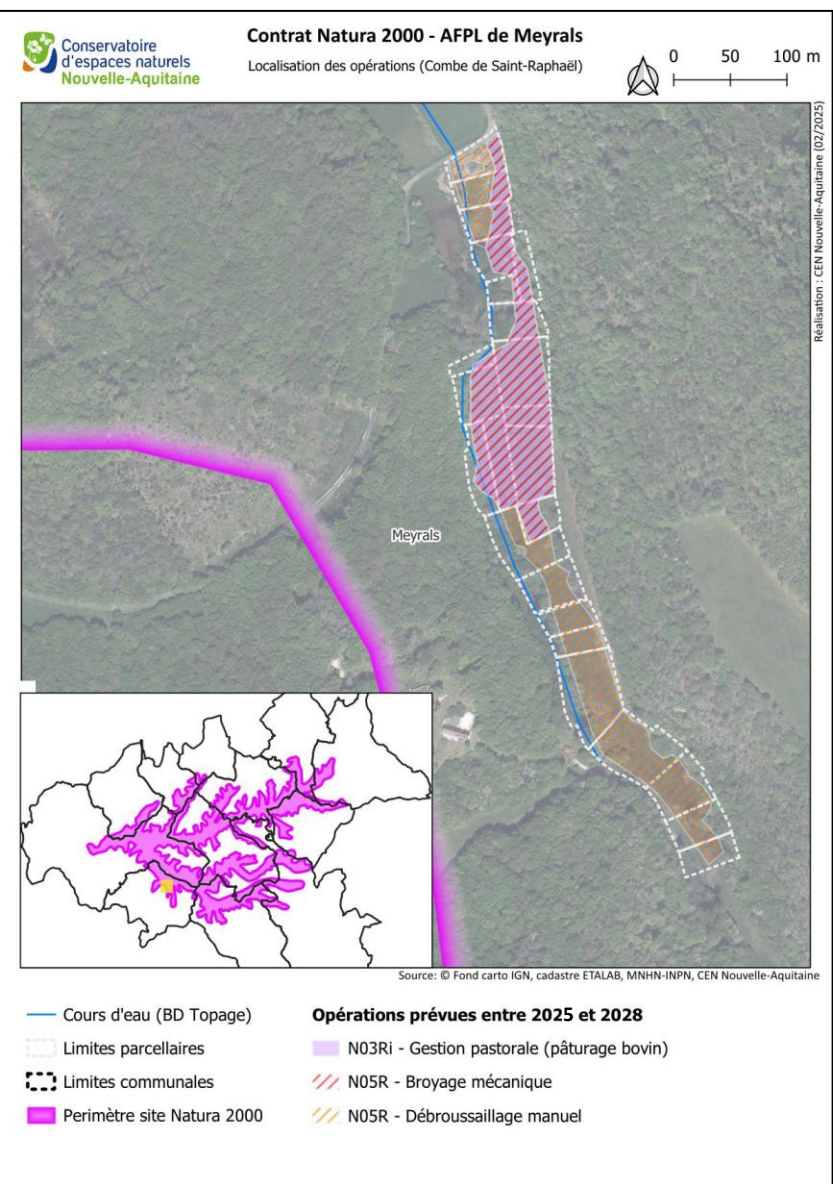 Conservatoire
d'espaces naturels
Nouvelle-Aquitaine
Contrat Natura 2000 - AFPL de Meyrals
Localisation des opérations (Combe de Saint-Raphaël)
0 50 100 m
Réalisation : CEN Nouvelle-Aquitaine (02/2025)
Meyrals
Source: © Fond carto IGN, cadastre ETALAB, MNHN-INPN, CEN Nouvelle-Aquitaine
Cours d'eau (BD Topage)
Limites parcellaires
Limites communales
Perimètre site Natura 2000
Opérations prévues entre 2025 et 2028
N03Ri - Gestion pastorale (pâturage bovin)
N05R - Broyage mécanique
N05R - Débroussaillage manuel